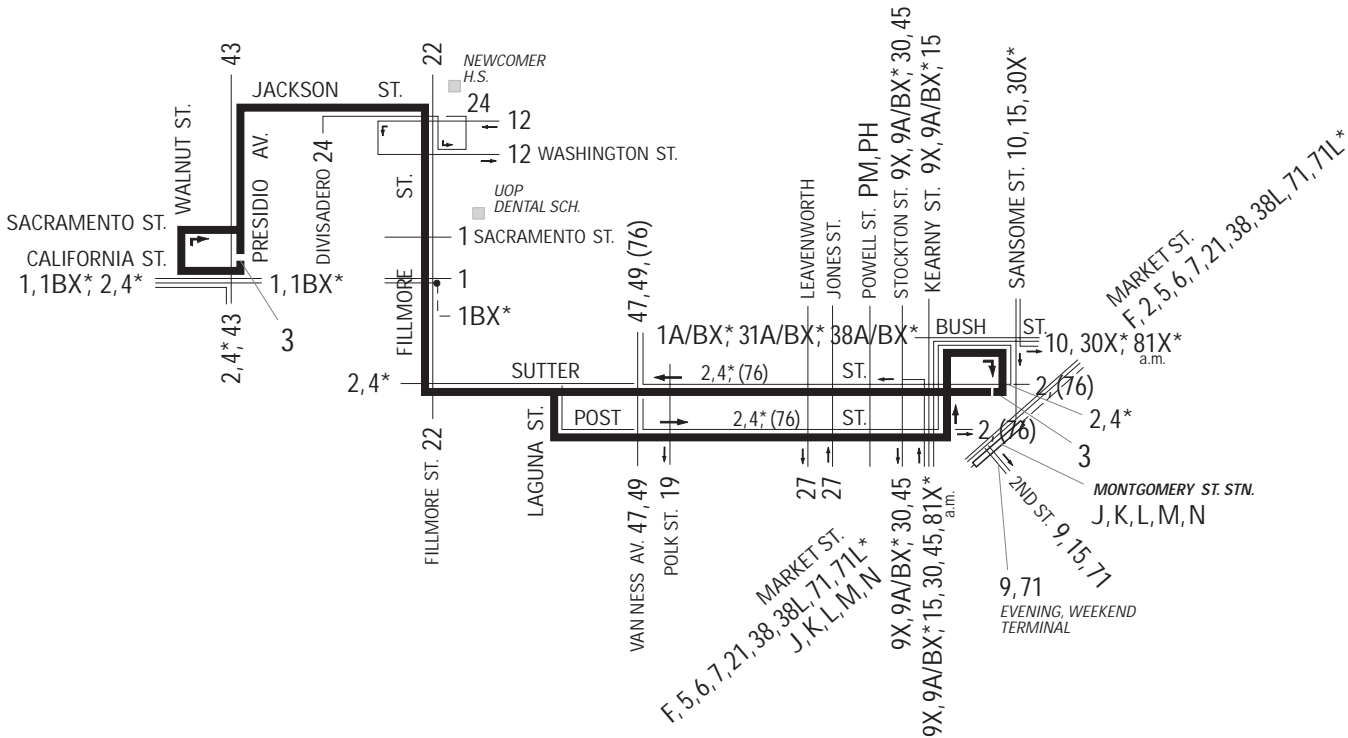 43
22
NEWCOMER
H.S.
JACKSON ST.
24
12
12 WASHINGTON ST.
WALNUT ST.
PRESIDIO AV.
DIVISADERO 24
FILLMORE ST.
UOP
DENTAL SCH.
SACRAMENTO ST.
CALIFORNIA ST.
1, 1BX*, 2, 4*
1, 1BX*
1 SACRAMENTO ST.
1
1BX*
3
2, 4,* 43
47, 49, (76)
LEAVENWORTH
JONES ST.
POWELL ST. PM, PH
STOCKTON ST. 9X, 9A/BX*, 30, 45
KEARNY ST. 9X, 9A/BX*, 15
SANSOME ST. 10, 15, 30X*
MARKET ST.
F, 2, 5, 6, 7, 21, 38, 38L, 71, 71L*
1A/BX*, 31A/BX*, 38A/BX*
BUSH ST.
10, 30X*, 81X*
a.m.
2, 4*
SUTTER ST.
2, 4,* (76)
2, (76)
2, 4*
POST ST.
2, 4,* (76)
2, (76)
3
LAGUNA ST.
FILLMORE ST. 22
VAN NESS AV. 47, 49
POLK ST. 19
27
27
9X, 9A/BX*, 30, 45
9X, 9A/BX*, 15, 30, 45, 81X*
a.m.
MARKET ST.
F, 5, 6, 7, 21, 38, 38L, 71, 71L*
J, K, L, M, N
MONTGOMERY ST. STN.
J, K, L, M, N
2ND ST. 9, 15, 71
9, 71
EVENING, WEEKEND
TERMINAL